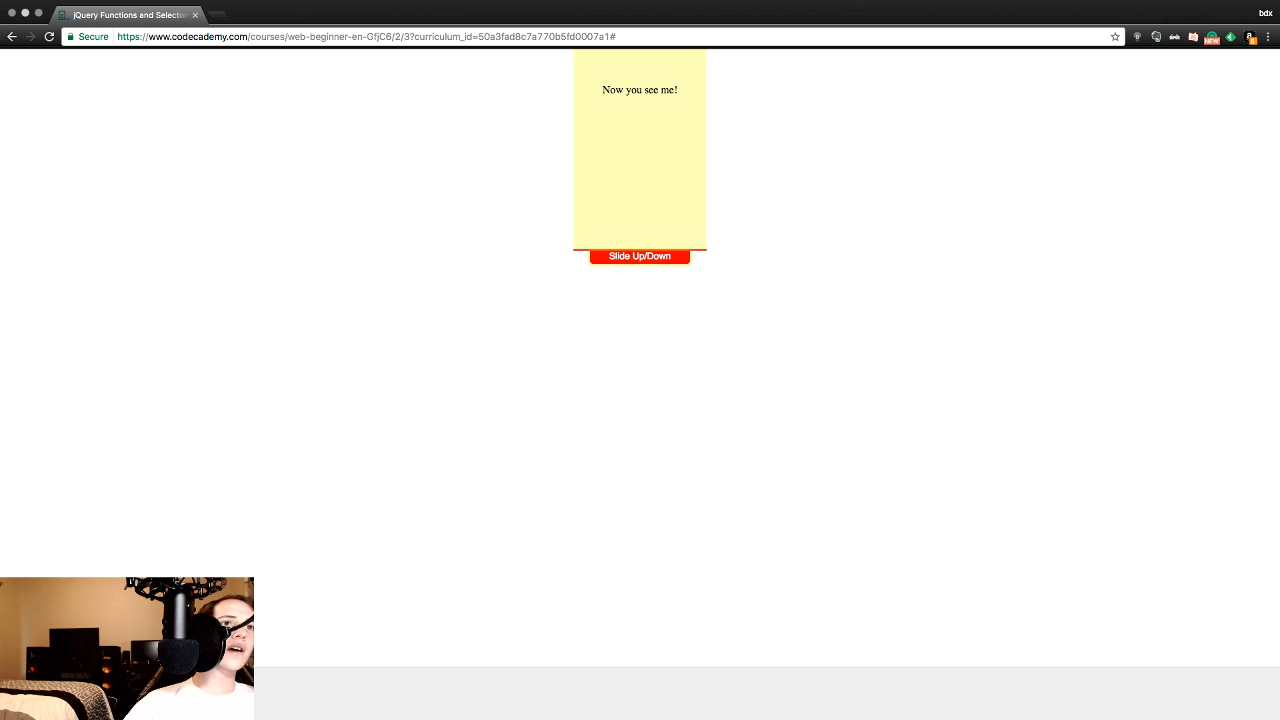 jQuery Functions and Selecto
bdx
Secure
https://www.codecademy.com/courses/web-beginner-en-GfjC6/2/3?curriculum_id=50a3fad8c7a770b5fd0007a1#
NEW
Now you see me!
Slide Up/Down